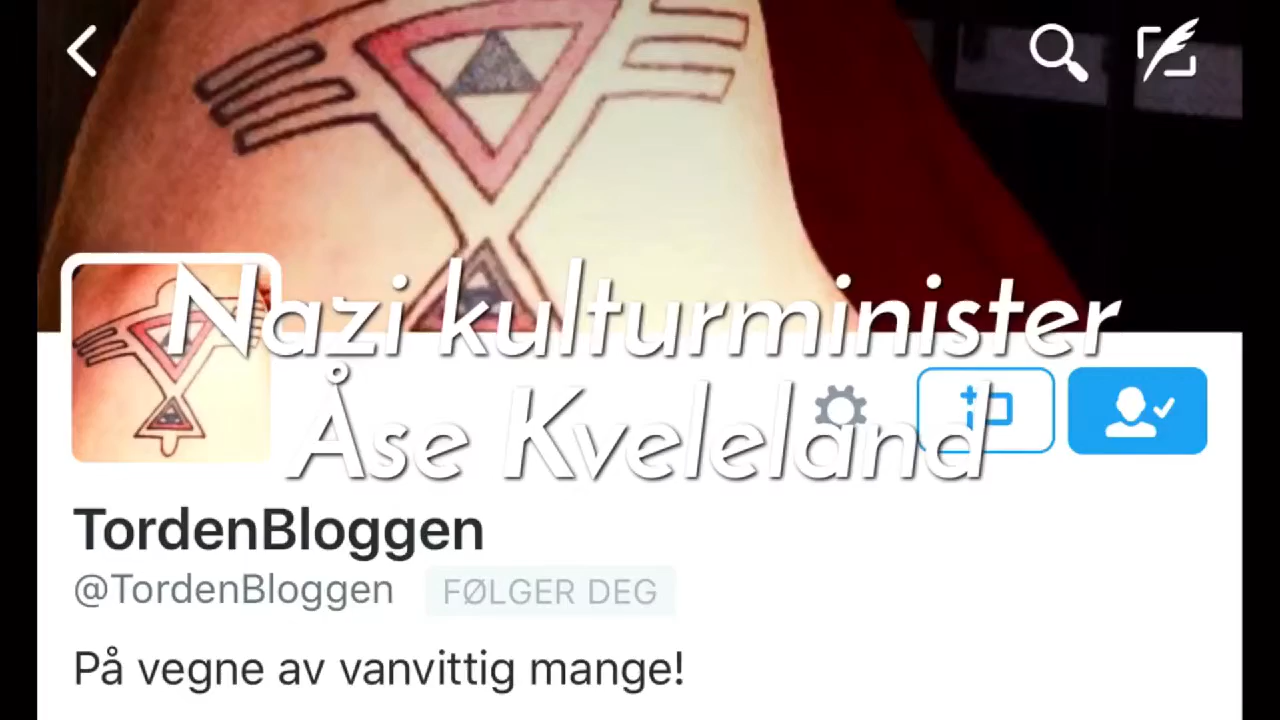 Nazi kulturminister
Åse Kveleland
TordenBloggen
@TordenBloggen FØLGER DEG
På vegne av vanvittig mange!